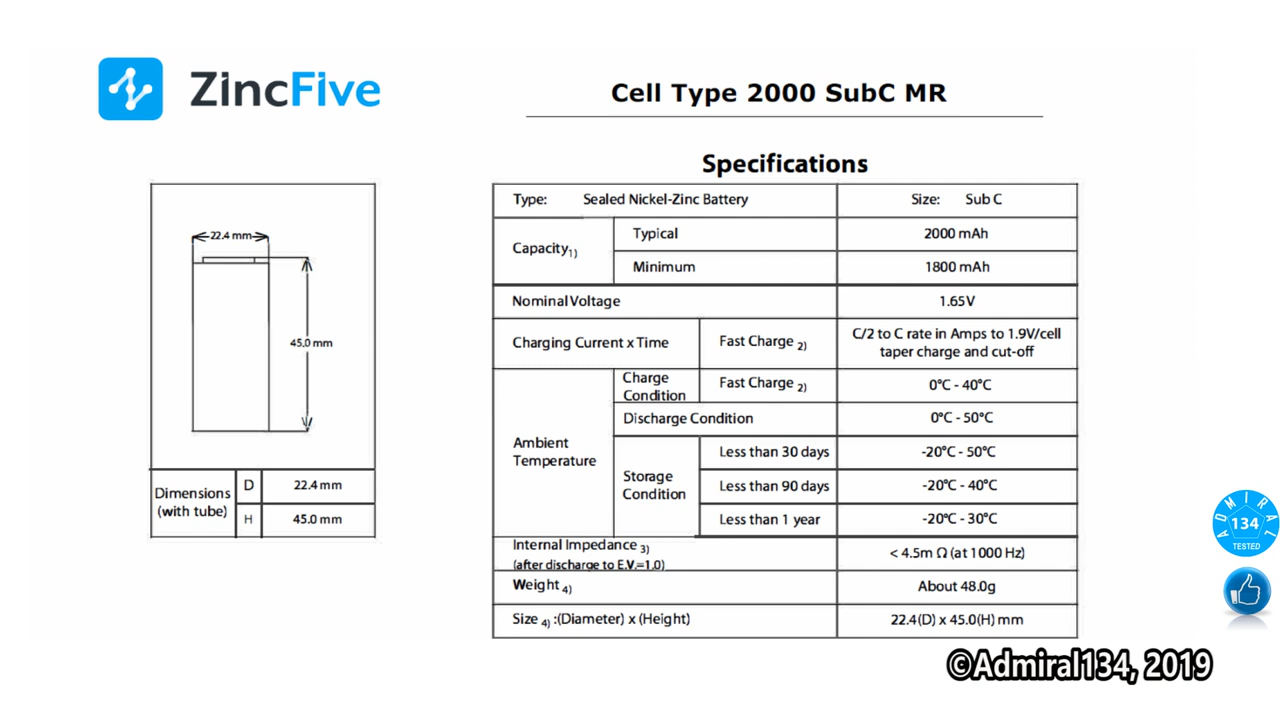 ZincFive
Cell Type 2000 SubC MR
Specifications
22.4 mm
45.0 mm
Dimensions
(with tube)
D
22.4 mm
H
45.0 mm
Type: Sealed Nickel-Zinc Battery
Size: Sub C
Capacity1)
Typical
2000 mAh
Minimum
1800 mAh
Nominal Voltage
1.65V
Charging Current x Time
Fast Charge 2)
C/2 to C rate in Amps to 1.9V/cell
taper charge and cut-off
Ambient
Temperature
Charge
Condition
Fast Charge 2)
0°C - 40°C
Discharge Condition
0°C - 50°C
Storage
Condition
Less than 30 days
-20°C - 50°C
Less than 90 days
-20°C - 40°C
Less than 1 year
-20°C - 30°C
Internal Impedance 3)
(after discharge to E.V.=1.0)
< 4.5m Ω (at 1000 Hz)
Weight 4)
About 48.0g
Size 4) :(Diameter) x (Height)
22.4(D) x 45.0(H) mm
ADMIRAL
134
TESTED
©Admiral134, 2019